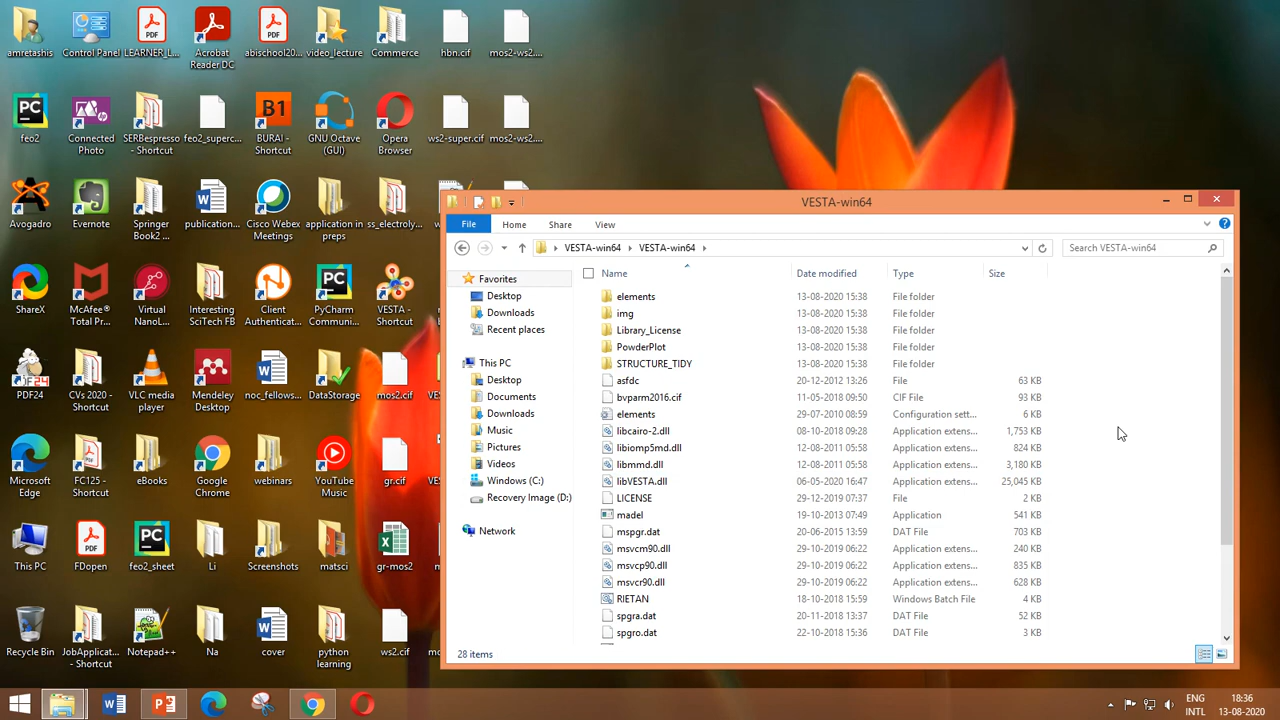 amretashis
Control Panel
LEARNER_L...
Acrobat
Reader DC
abischool20...
video_lecture
Commerce
hbn.cif
mos2-ws2....
feo2
Connected
Photo
SERBespresso
- Shortcut
feo2_superc...
BURAI -
Shortcut
GNU Octave
(GUI)
Opera
Browser
ws2-super.cif
mos2-ws2....
Avogadro
Evernote
Springer
Book2 ...
publication...
Cisco Webex
Meetings
application in
preps
ss_electroly...
ShareX
McAfee®
Total Pr...
Virtual
NanoL...
Interesting
SciTech FB
Client
Authenticat...
PyCharm
Communi...
VESTA -
Shortcut
PDF24
CVs 2020 -
Shortcut
VLC media
player
Mendeley
Desktop
noc_fellows...
DataStorage
mos2.cif
Microsoft
Edge
FC125 -
Shortcut
eBooks
Google
Chrome
webinars
YouTube
Music
gr.cif
This PC
FDopen
feo2_sheet
Li
Screenshots
matsci
gr-mos2
Recycle Bin
JobApplicat...
- Shortcut
Notepad++
Na
cover
python
learning
ws2.cif
VESTA-win64
File Home Share View
VESTA-win64 VESTA-win64
Search VESTA-win64
Favorites
Desktop
Downloads
Recent places
This PC
Desktop
Documents
Downloads
Music
Pictures
Videos
Windows (C:)
Recovery Image (D:)
Network
Name Date modified Type Size
elements 13-08-2020 15:38 File folder
img 13-08-2020 15:38 File folder
Library_License 13-08-2020 15:38 File folder
PowderPlot 13-08-2020 15:38 File folder
STRUCTURE_TIDY 13-08-2020 15:38 File folder
asfdc 20-12-2012 13:26 File 63 KB
bvparm2016.cif 11-05-2018 09:50 CIF File 93 KB
elements 29-07-2010 08:59 Configuration sett... 6 KB
libcairo-2.dll 08-10-2018 09:28 Application extens... 1,753 KB
libiomp5md.dll 12-08-2011 05:58 Application extens... 824 KB
libmmd.dll 12-08-2011 05:58 Application extens... 3,180 KB
libVESTA.dll 06-05-2020 16:47 Application extens... 25,045 KB
LICENSE 29-12-2019 07:37 File 2 KB
madel 19-10-2013 07:49 Application 541 KB
mspgr.dat 20-06-2015 13:59 DAT File 703 KB
msvcm90.dll 29-10-2019 06:22 Application extens... 240 KB
msvcp90.dll 29-10-2019 06:22 Application extens... 835 KB
msvcr90.dll 29-10-2019 06:22 Application extens... 628 KB
RIETAN 18-10-2018 15:59 Windows Batch File 4 KB
spgra.dat 20-11-2018 13:37 DAT File 52 KB
spgro.dat 22-10-2018 15:36 DAT File 3 KB
28 items
ENG
INTL
18:36
13-08-2020